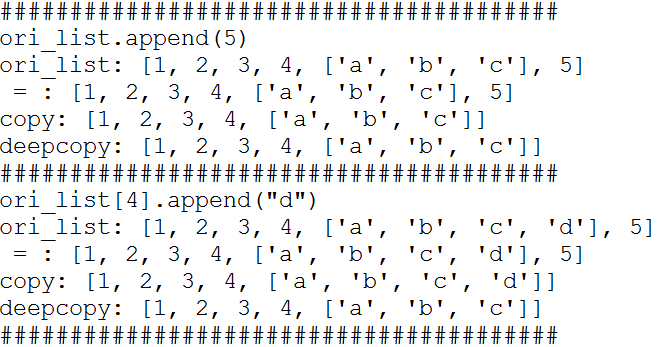 ########################################
ori_list.append(5)
ori_list: [1, 2, 3, 4, ['a', 'b', 'c'], 5]
 = : [1, 2, 3, 4, ['a', 'b', 'c'], 5]
copy: [1, 2, 3, 4, ['a', 'b', 'c']]
deepcopy: [1, 2, 3, 4, ['a', 'b', 'c']]
########################################
ori_list[4].append("d")
ori_list: [1, 2, 3, 4, ['a', 'b', 'c', 'd'], 5]
 = : [1, 2, 3, 4, ['a', 'b', 'c', 'd'], 5]
copy: [1, 2, 3, 4, ['a', 'b', 'c', 'd']]
deepcopy: [1, 2, 3, 4, ['a', 'b', 'c']]
########################################